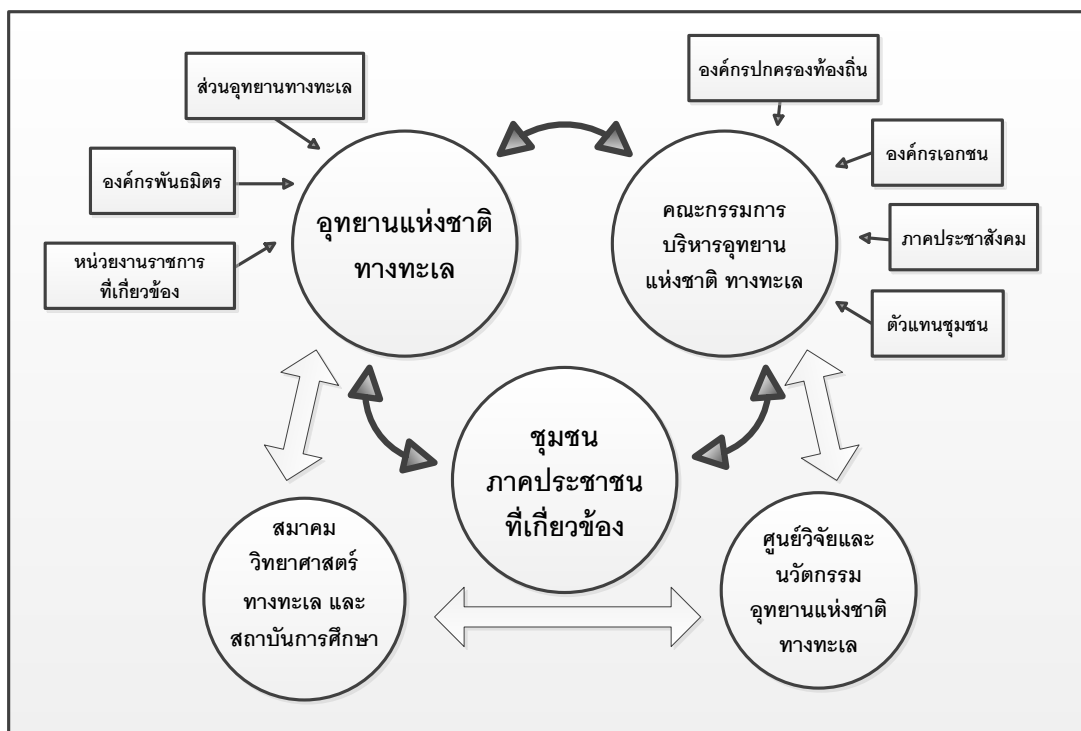 ส่วนอุทยานทางทะเล
องค์กรพันธมิตร
หน่วยงานราชการ
ที่เกี่ยวข้อง
อุทยานแห่งชาติ
ทางทะเล
องค์กรปกครองท้องถิ่น
องค์กรเอกชน
ภาคประชาสังคม
ตัวแทนชุมชน
คณะกรรมการ
บริหารอุทยาน
แห่งชาติ ทางทะเล
ชุมชน
ภาคประชาชน
ที่เกี่ยวข้อง
สมาคม
วิทยาศาสตร์
ทางทะเล และ
สถาบันการศึกษา
ศูนย์วิจัยและ
นวัตกรรม
อุทยานแห่งชาติ
ทางทะเล